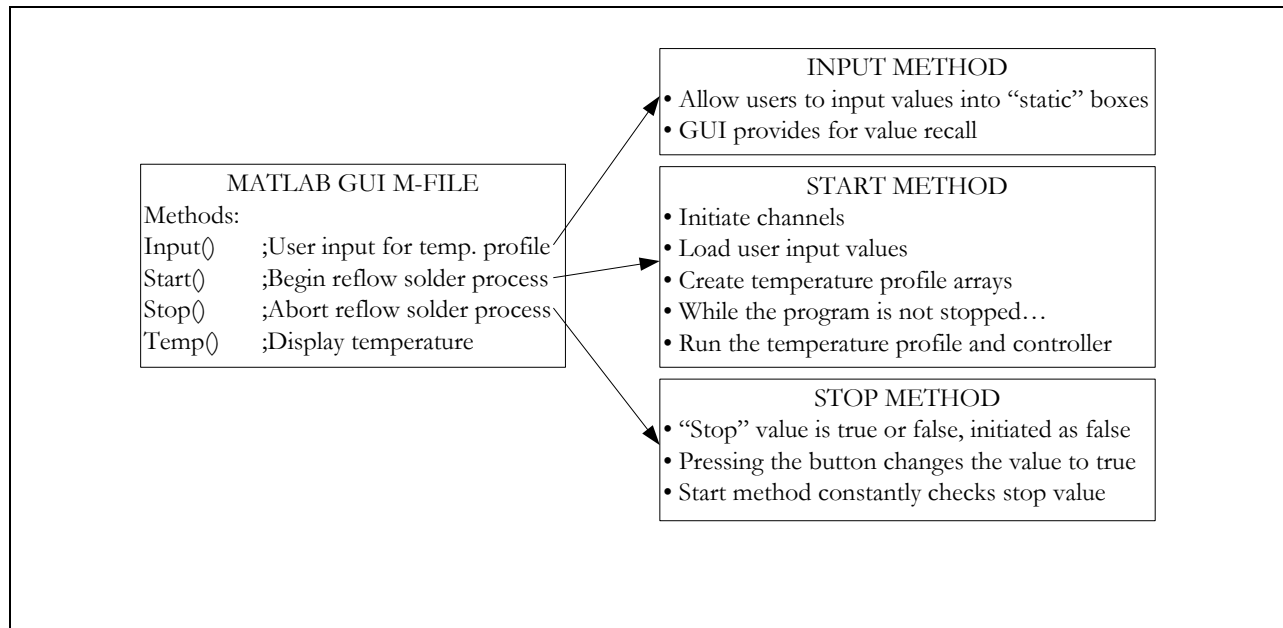 MATLAB GUI M-FILE
Methods:
Input() ;User input for temp. profile
Start() ;Begin reflow solder process
Stop() ;Abort reflow solder process
Temp() ;Display temperature
INPUT METHOD
• Allow users to input values into “static” boxes
• GUI provides for value recall
START METHOD
• Initiate channels
• Load user input values
• Create temperature profile arrays
• While the program is not stopped…
• Run the temperature profile and controller
STOP METHOD
• “Stop” value is true or false, initiated as false
• Pressing the button changes the value to true
• Start method constantly checks stop value